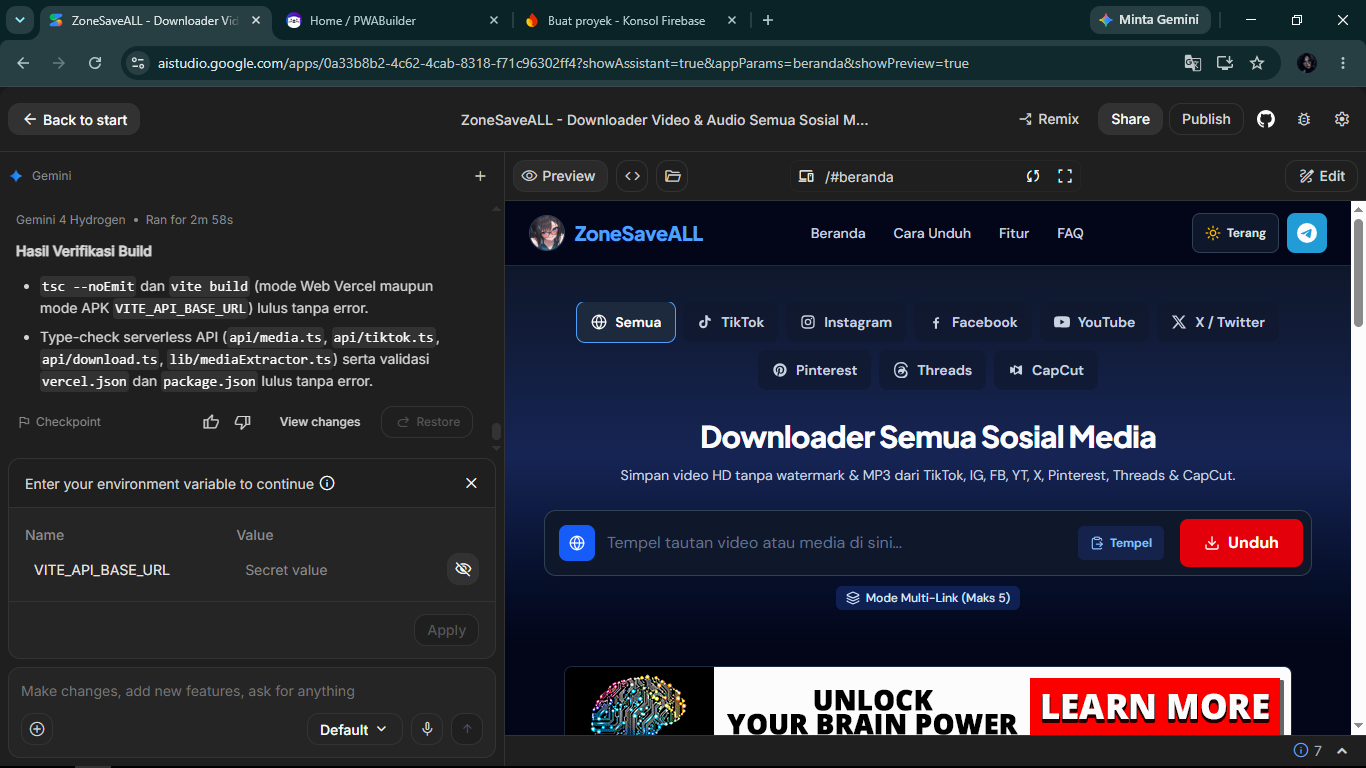 ZoneSaveALL - Downloader Vid
Home / PWABuilder
Buat proyek - Konsol Firebase
Minta Gemini
aistudio.google.com/apps/0a33b8b2-4c62-4cab-8318-f71c96302ff4?showAssistant=true&appParams=beranda&showPreview=true
Back to start
ZoneSaveALL - Downloader Video & Audio Semua Sosial M...
Remix
Share
Publish
Gemini
Gemini 4 Hydrogen • Ran for 2m 58s
Hasil Verifikasi Build
• tsc --noEmit dan vite build (mode Web Vercel maupun
mode APK VITE_API_BASE_URL) lulus tanpa error.
• Type-check serverless API (api/media.ts, api/tiktok.ts,
api/download.ts, lib/mediaExtractor.ts) serta validasi
vercel.json dan package.json lulus tanpa error.
Checkpoint
View changes
Restore
Enter your environment variable to continue
Name
Value
VITE_API_BASE_URL
Secret value
Apply
Make changes, add new features, ask for anything
Default
Preview
/#beranda
Edit
ZoneSaveALL
Beranda
Cara Unduh
Fitur
FAQ
Terang
Semua
TikTok
Instagram
Facebook
YouTube
X / Twitter
Pinterest
Threads
CapCut
Downloader Semua Sosial Media
Simpan video HD tanpa watermark & MP3 dari TikTok, IG, FB, YT, X, Pinterest, Threads & CapCut.
Tempel tautan video atau media di sini...
Tempel
Unduh
Mode Multi-Link (Maks 5)
UNLOCK
YOUR BRAIN POWER
LEARN MORE
7